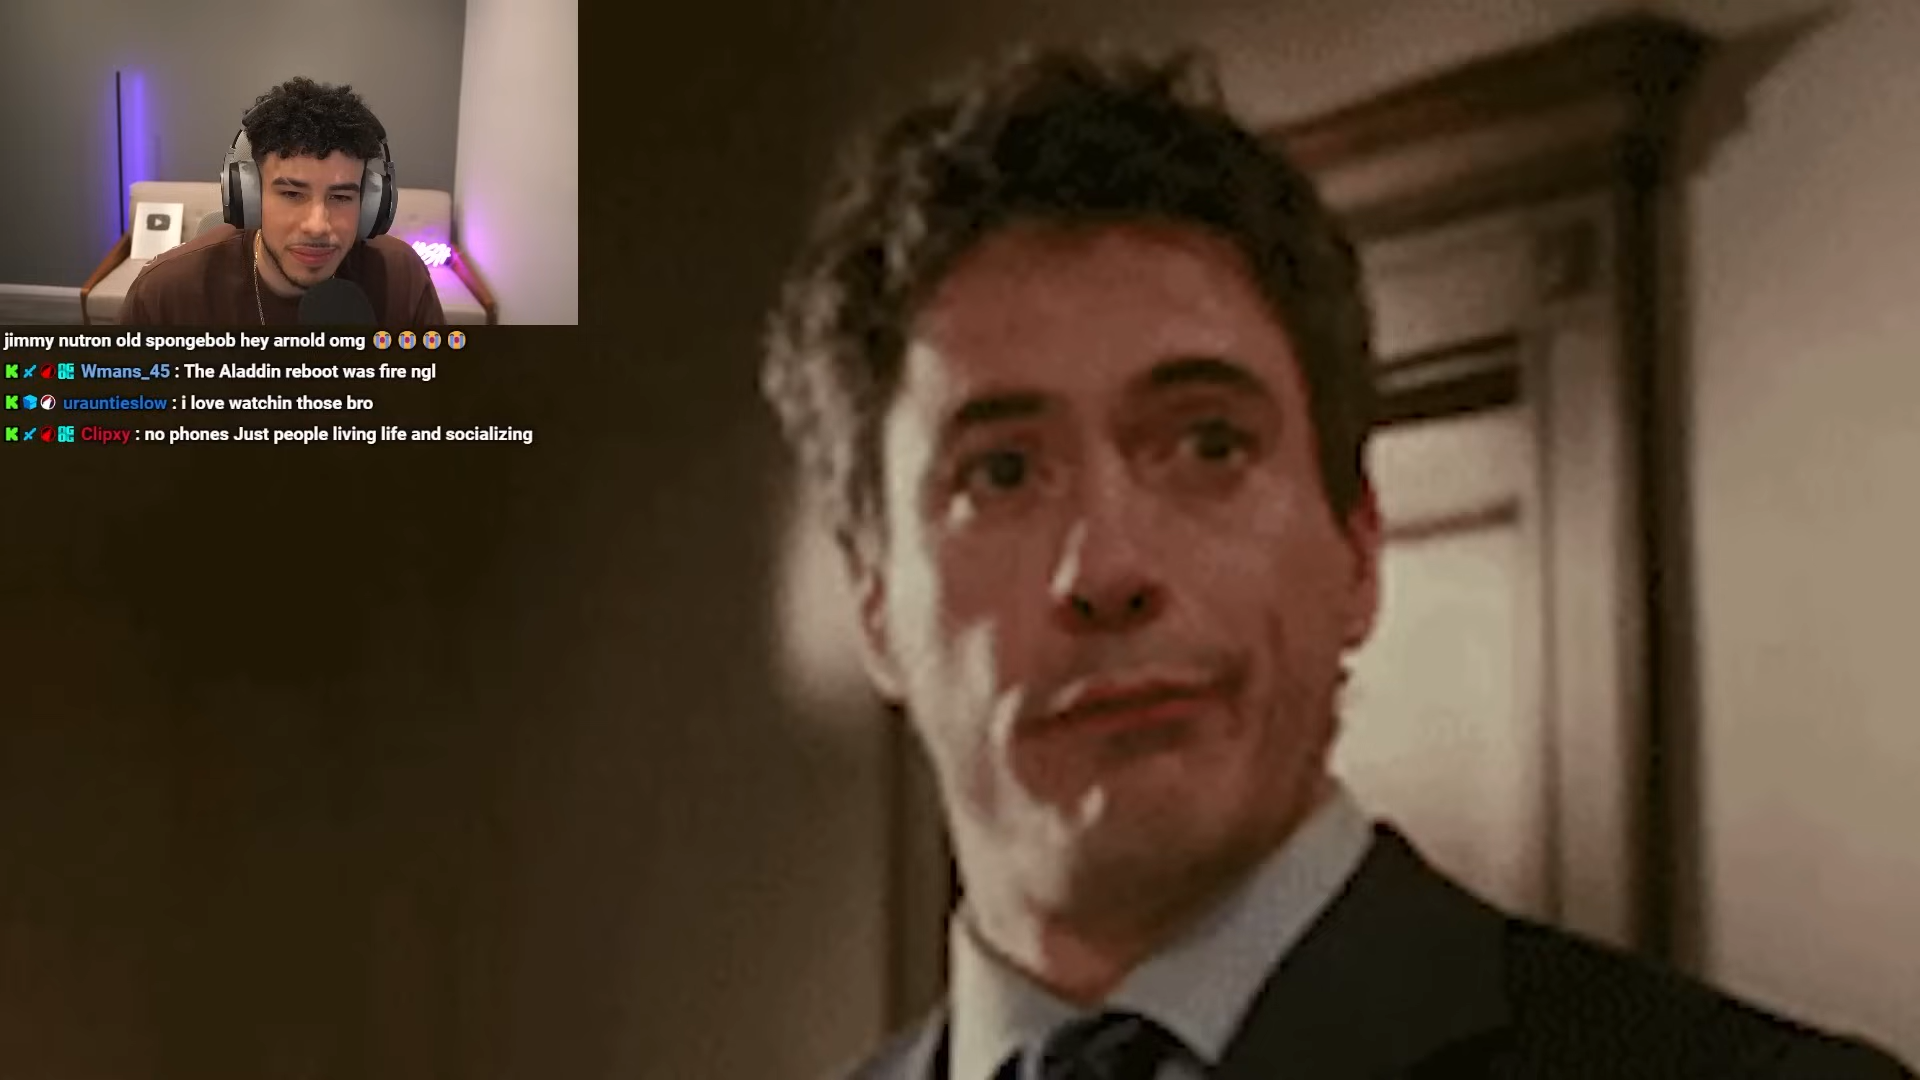 jimmy nutron old spongebob hey arnold omg 😭 😭 😭 😭
Wmans_45 : The Aladdin reboot was fire ngl
urauntieslow : i love watchin those bro
Clipxy : no phones Just people living life and socializing